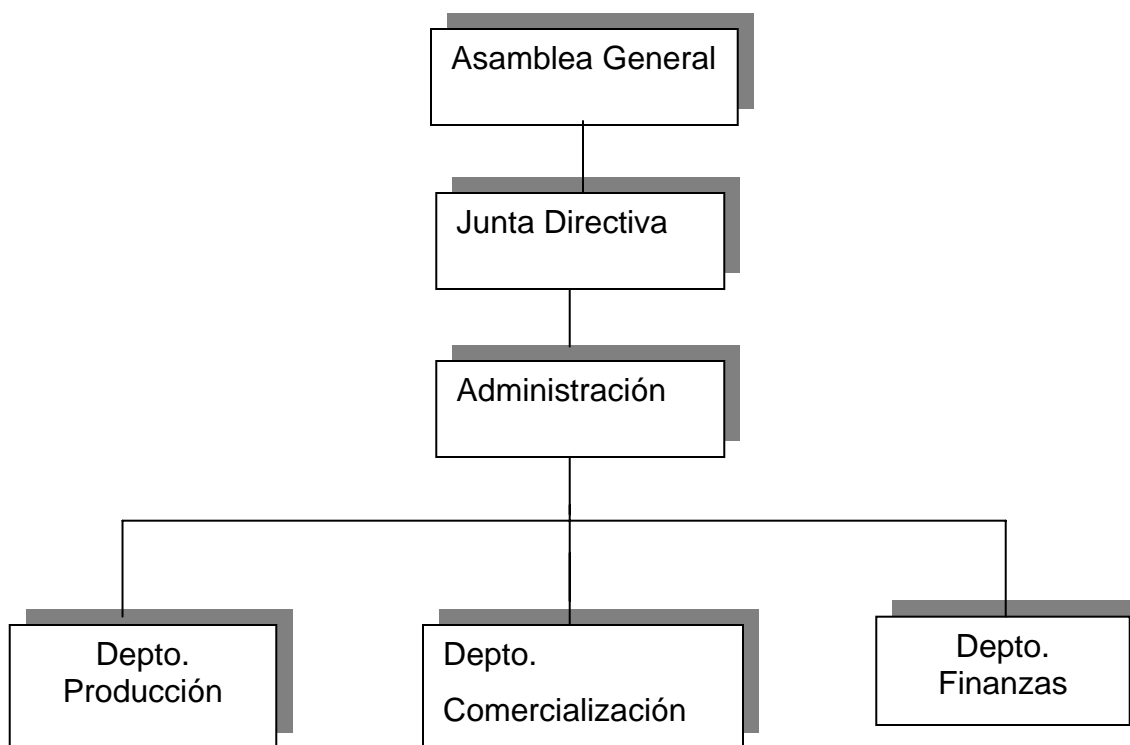 Asamblea General
Junta Directiva
Administración
Depto.
Producción
Depto.
Comercialización
Depto.
Finanzas